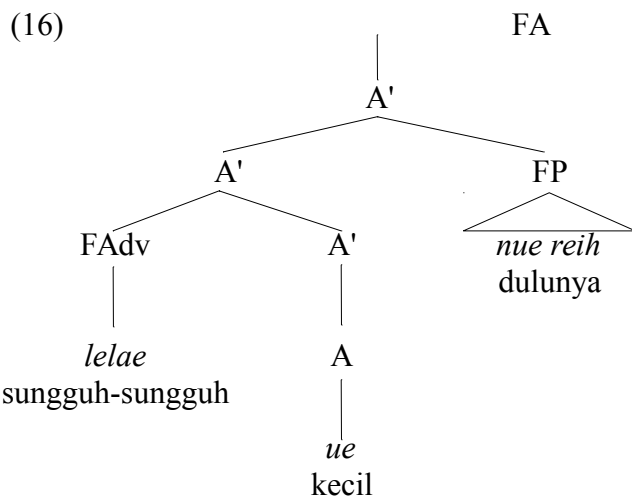 (16) FA
A'
A' FP
FAdv A' nue reih
dulunya
lelae A
sungguh-sungguh
ue
kecil